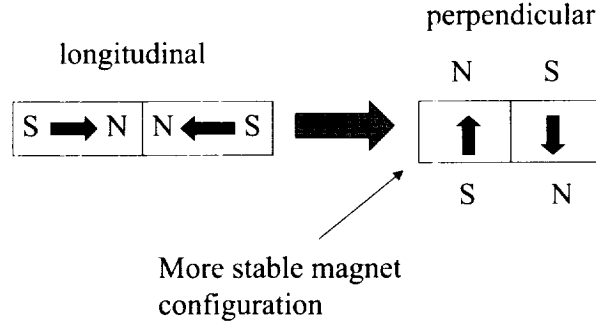 perpendicular
longitudinal
N S
S N N S
S N
More stable magnet
configuration